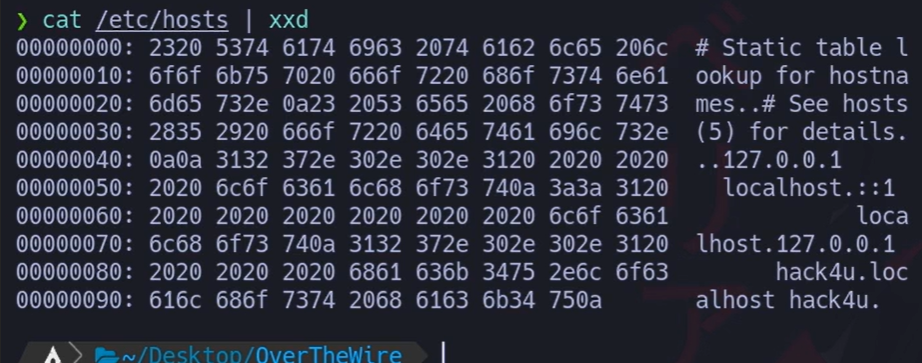 ❯ cat /etc/hosts | xxd
00000000: 2320 5374 6174 6963 2074 6162 6c65 206c  # Static table l
00000010: 6f6f 6b75 7020 666f 7220 686f 7374 6e61  ookup for hostna
00000020: 6d65 732e 0a23 2053 6565 2068 6f73 7473  mes..# See hosts
00000030: 2835 2920 666f 7220 6465 7461 696c 732e  (5) for details.
00000040: 0a0a 3132 372e 302e 302e 3120 2020 2020  ..127.0.0.1
00000050: 2020 6c6f 6361 6c68 6f73 740a 3a3a 3120    localhost.::1
00000060: 2020 2020 2020 2020 2020 2020 6c6f 6361              loca
00000070: 6c68 6f73 740a 3132 372e 302e 302e 3120  lhost.127.0.0.1
00000080: 2020 2020 2020 6861 636b 3475 2e6c 6f63        hack4u.loc
00000090: 616c 686f 7374 2068 6163 6b34 750a       alhost hack4u.
~/Desktop/OverTheWire